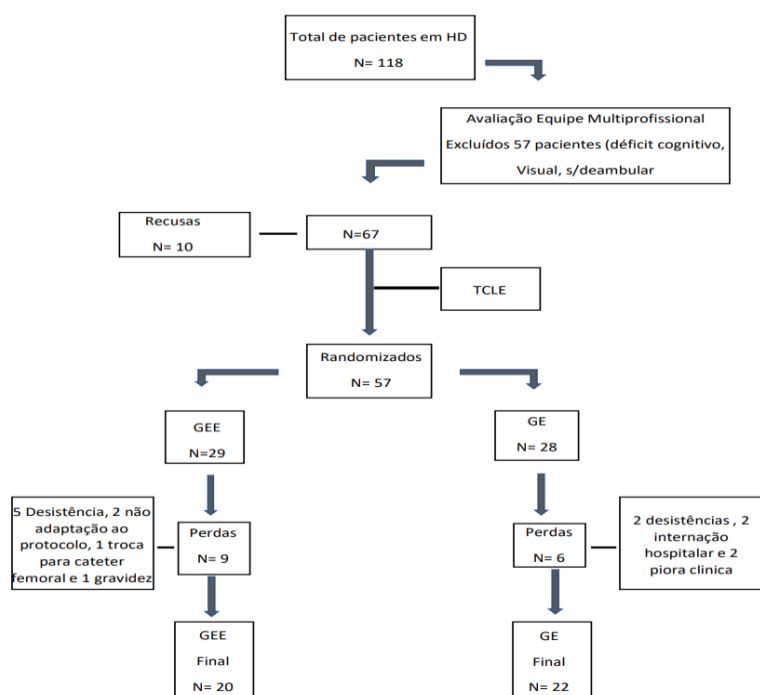 Total de pacientes em HD
N= 118
Avaliação Equipe Multiprofissional
Excluídos 57 pacientes (déficit cognitivo,
Visual, s/deambular
Recusas
N= 10
N=67
TCLE
Randomizados
N= 57
GEE
N=29
GE
N= 28
5 Desistência, 2 não
adaptação ao
protocolo, 1 troca
para cateter
femoral e 1 gravidez
Perdas
N= 9
Perdas
N= 6
2 desistências , 2
internação
hospitalar e 2
piora clinica
GEE
Final
N= 20
GE
Final
N= 22